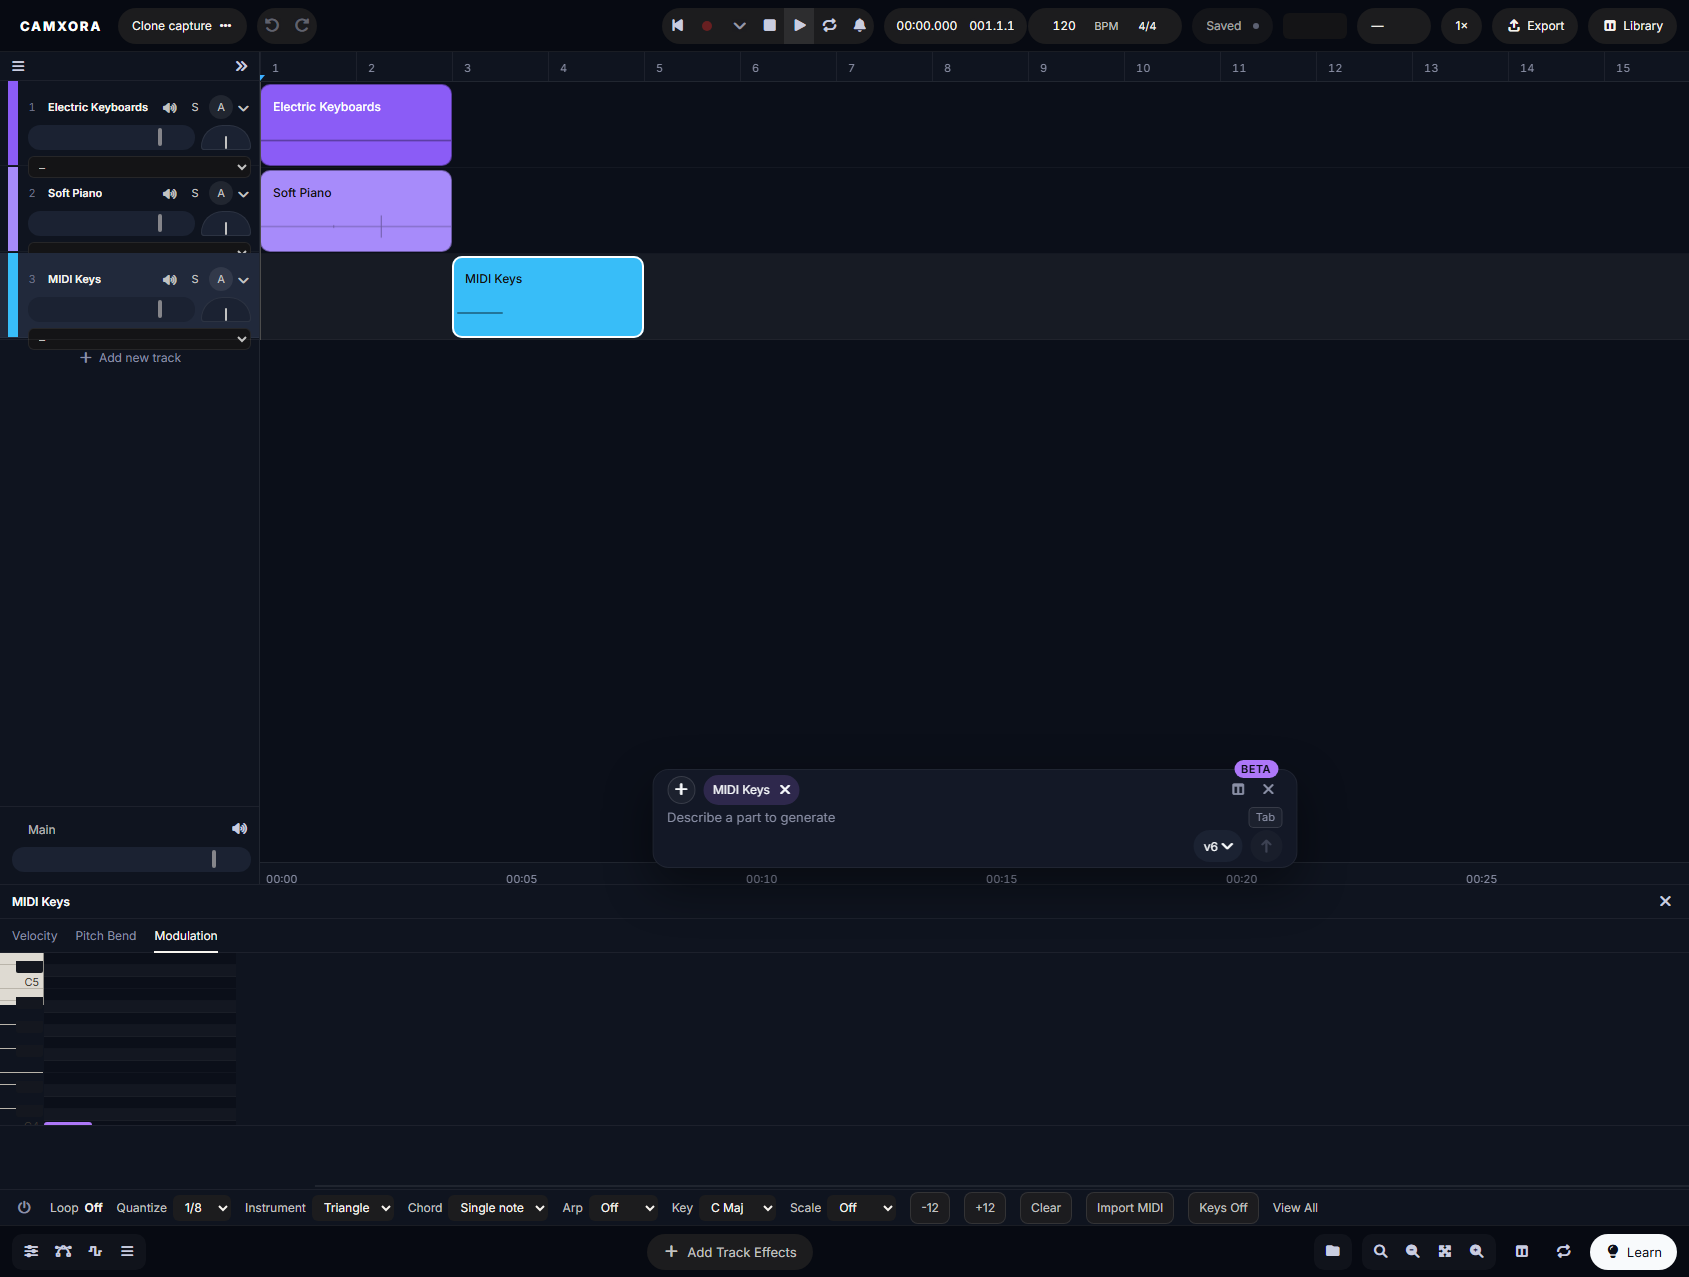 CAMXORA Clone capture ••• 00:00.000 001.1.1 120 BPM 4/4 Saved — 1× Export Library
1 2 3 4 5 6 7 8 9 10 11 12 13 14 15
1 Electric Keyboards S A
–
Electric Keyboards
2 Soft Piano S A
Soft Piano
3 MIDI Keys S A
–
MIDI Keys
+ Add new track
BETA
MIDI Keys
Describe a part to generate Tab
v6
Main
00:00 00:05 00:10 00:15 00:20 00:25
MIDI Keys
Velocity Pitch Bend Modulation
C5
Loop Off Quantize 1/8 Instrument Triangle Chord Single note Arp Off Key C Maj Scale Off -12 +12 Clear Import MIDI Keys Off View All
+ Add Track Effects Learn